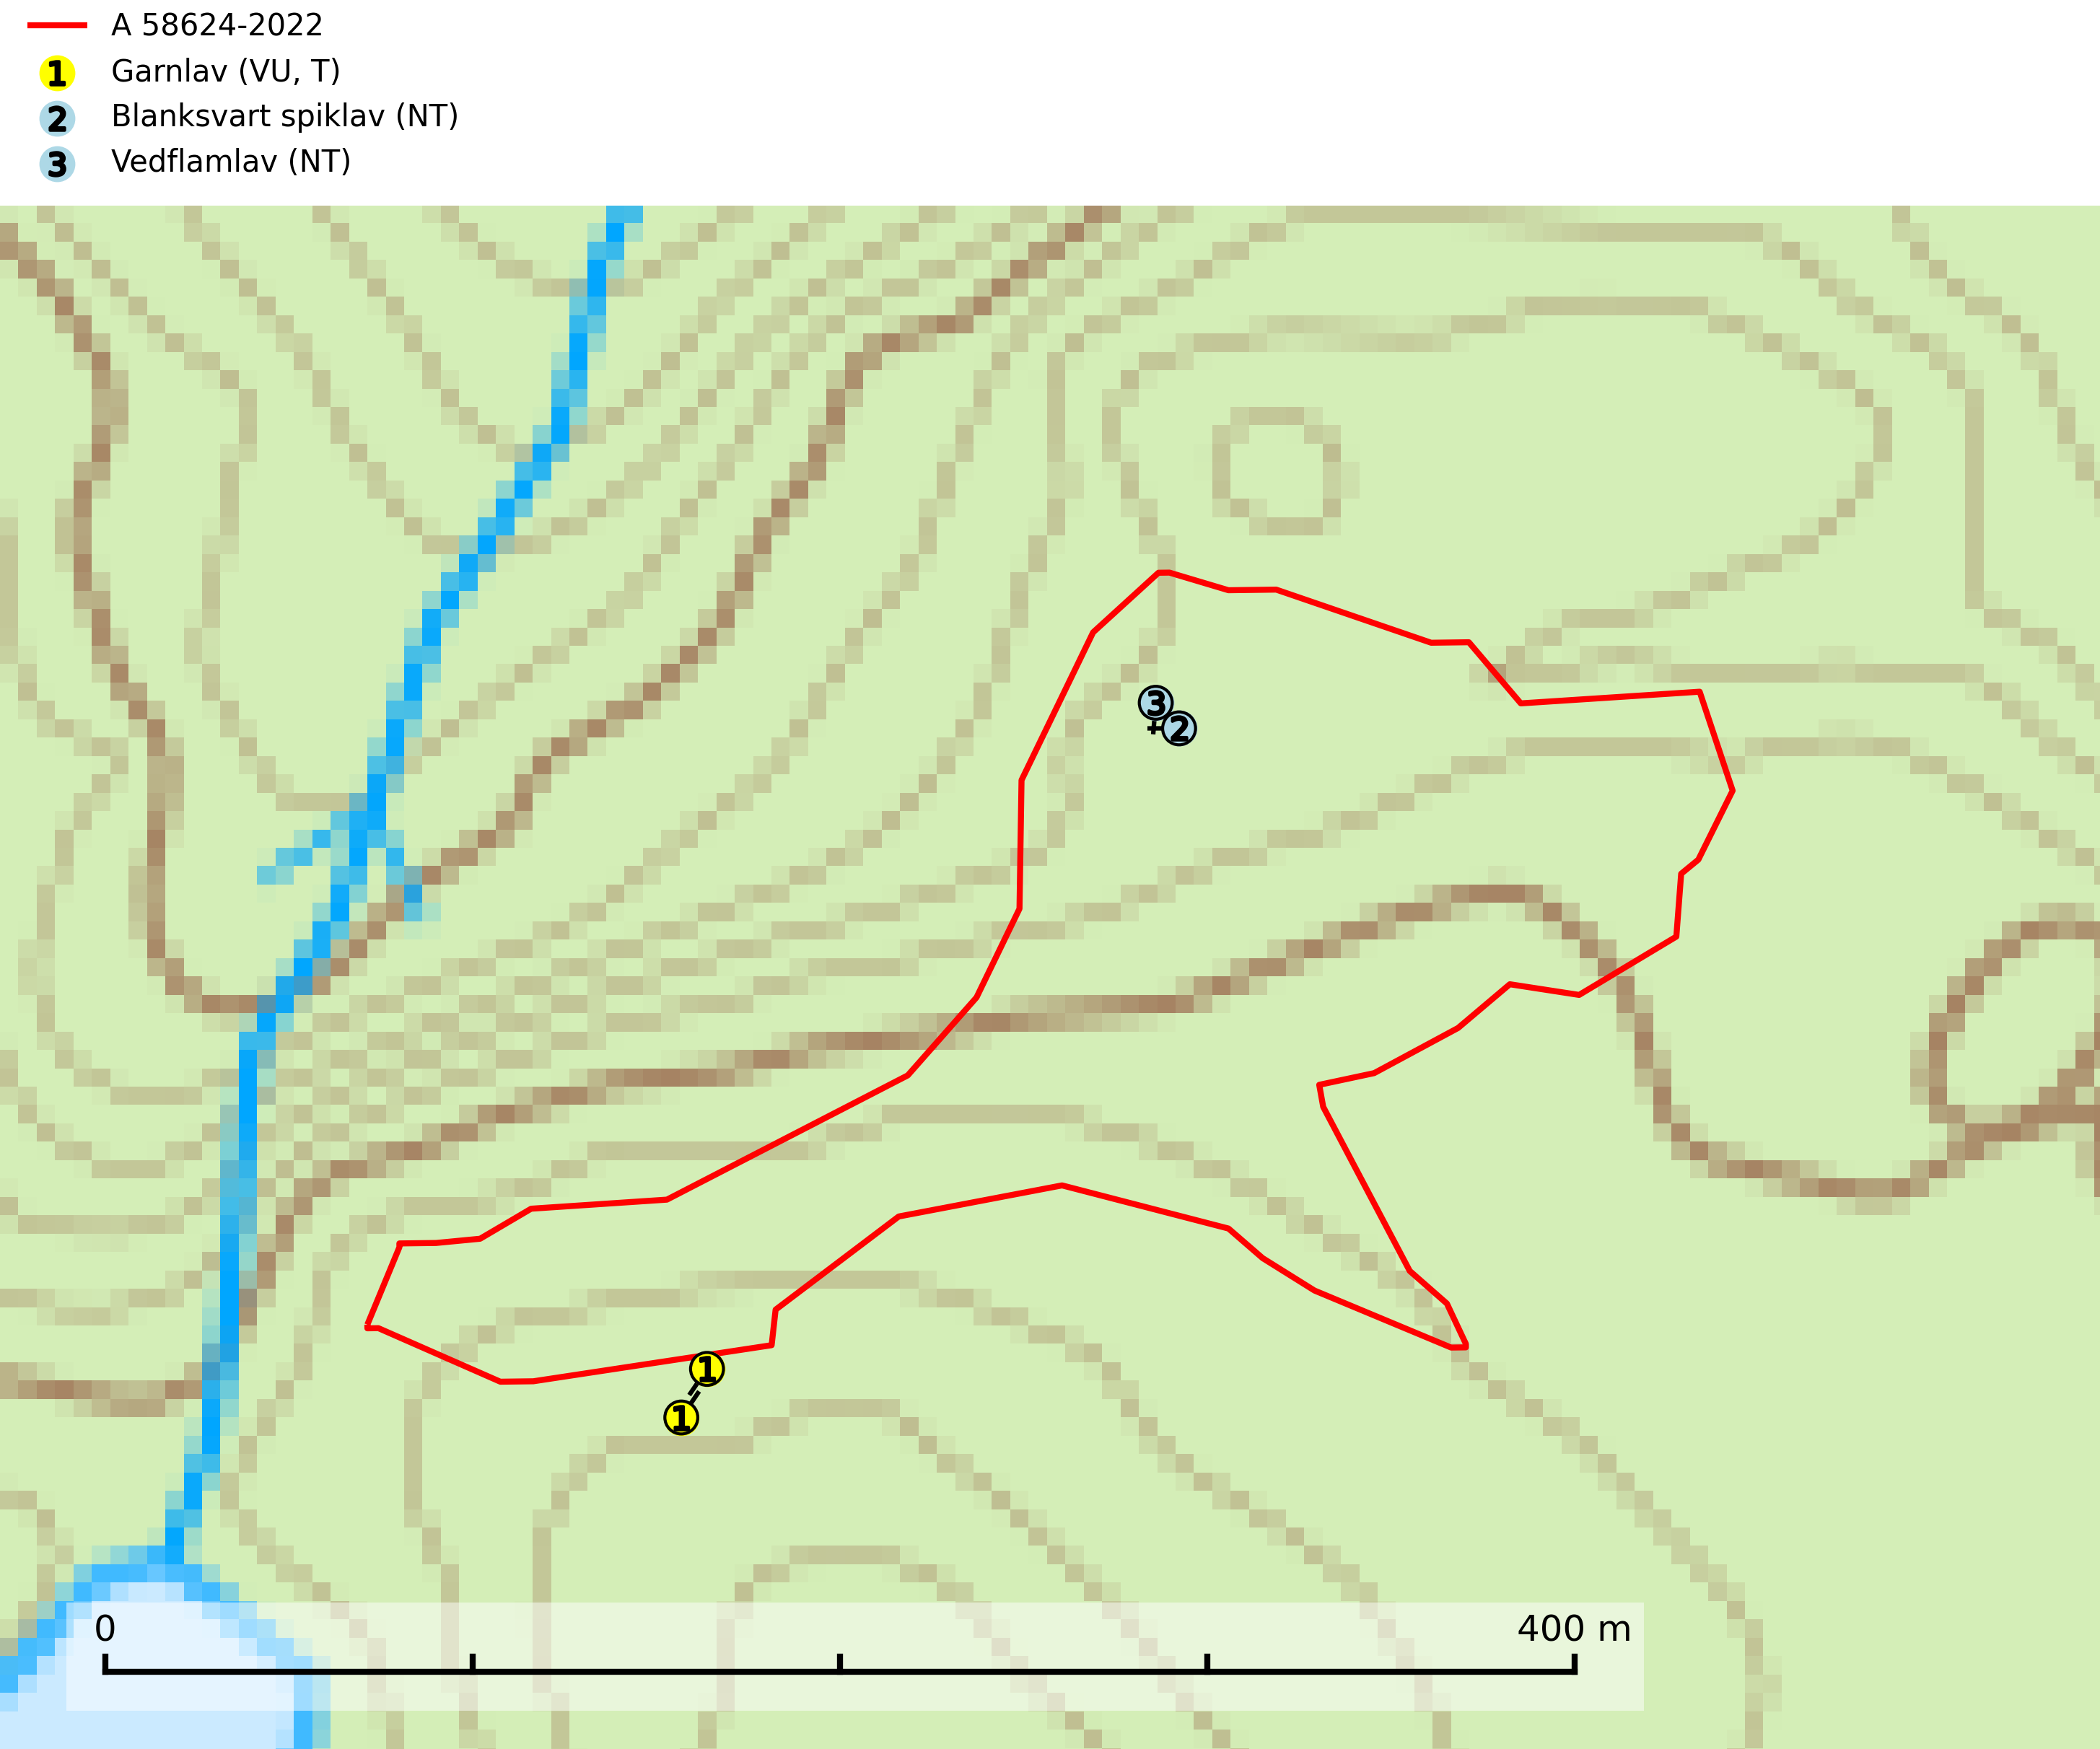 A 58624-2022
1 Garnlav (VU, T)
2 Blanksvart spiklav (NT)
3 Vedflamlav (NT)
3
2
1
1
0 400 m